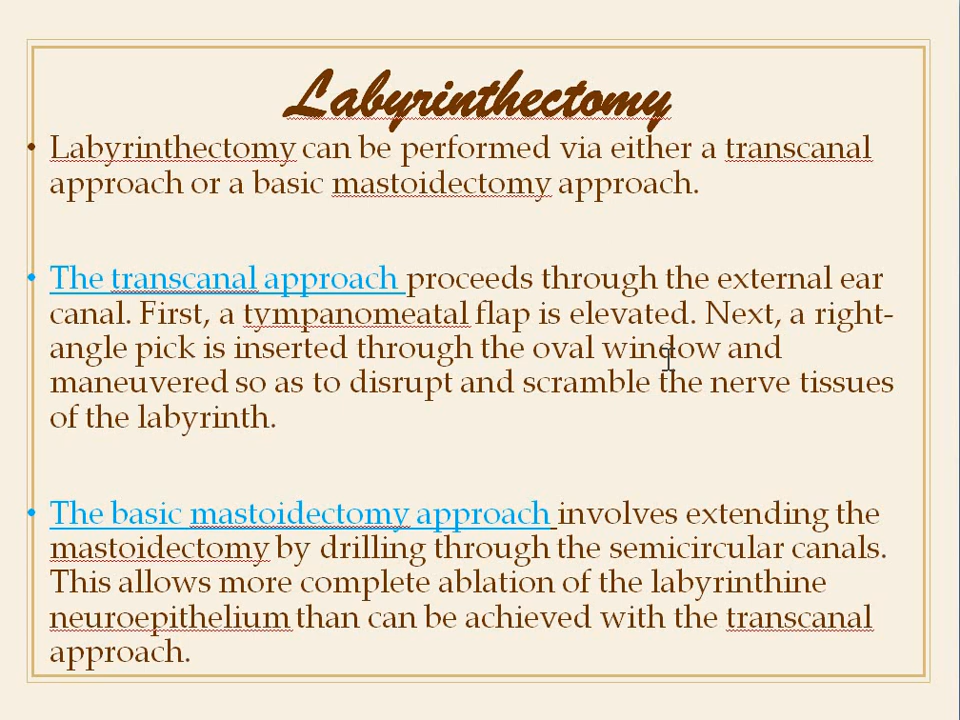 Labyrinthectomy
• Labyrinthectomy can be performed via either a transcanal
approach or a basic mastoidectomy approach.
• The transcanal approach proceeds through the external ear
canal. First, a tympanomeatal flap is elevated. Next, a right-
angle pick is inserted through the oval window and
maneuvered so as to disrupt and scramble the nerve tissues
of the labyrinth.
• The basic mastoidectomy approach involves extending the
mastoidectomy by drilling through the semicircular canals.
This allows more complete ablation of the labyrinthine
neuroepithelium than can be achieved with the transcanal
approach.